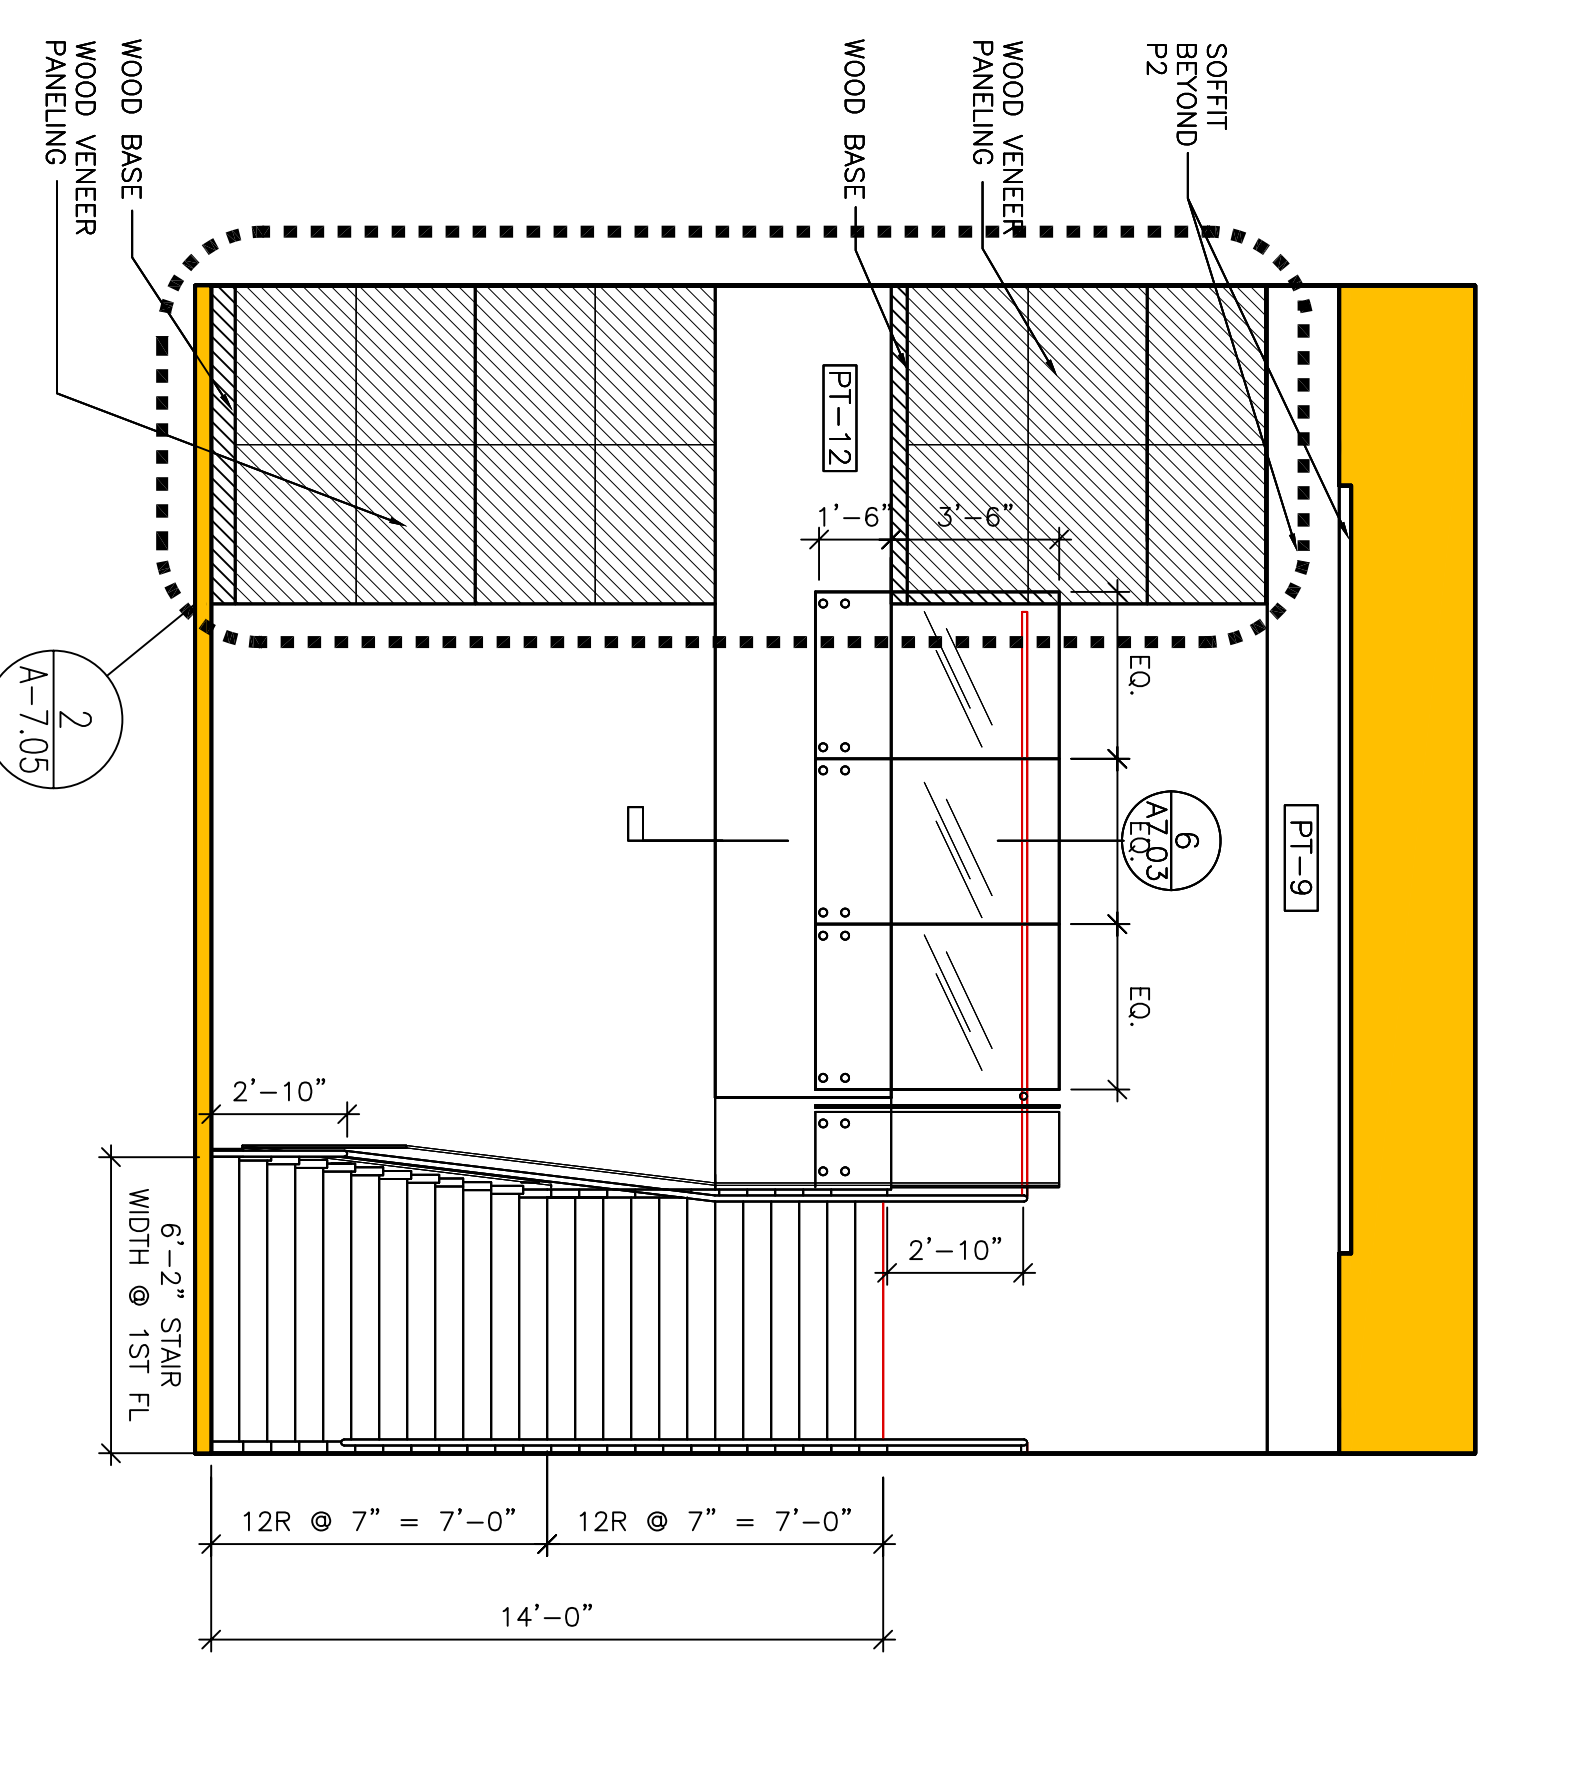 SOFFIT
BEYOND
P2
WOOD VENEER
PANELING
WOOD BASE
WOOD BASE
WOOD VENEER
PANELING
PT-12
1'-6"
3'-6"
EQ.
EQ.
EQ.
6
A7.03
PT-9
2
A-7.05
2'-10"
2'-10"
6'-2" STAIR
WIDTH @ 1ST FL
12R @ 7" = 7'-0"
12R @ 7" = 7'-0"
14'-0"